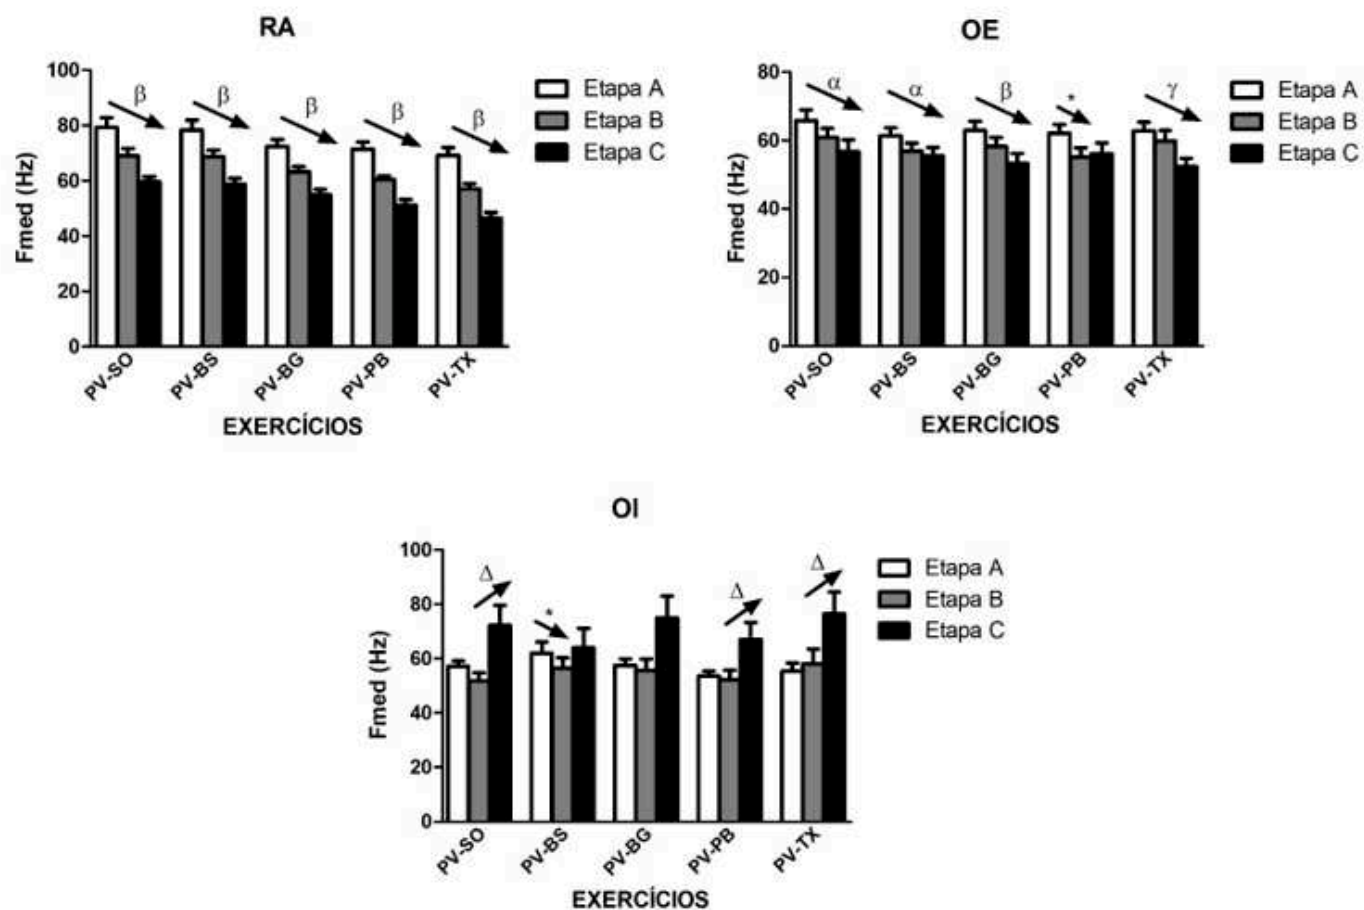 RA
100
80
60
40
20
0
Fmed (Hz)
β
β
β
β
β
Etapa A
Etapa B
Etapa C
PV-SO
PV-BS
PV-BG
PV-PB
PV-TX
EXERCÍCIOS
OE
80
60
40
20
0
Fmed (Hz)
α
α
β
*
γ
Etapa A
Etapa B
Etapa C
PV-SO
PV-BS
PV-BG
PV-PB
PV-TX
EXERCÍCIOS
OI
100
80
60
40
20
0
Fmed (Hz)
Δ
*
Δ
Δ
Etapa A
Etapa B
Etapa C
PV-SO
PV-BS
PV-BG
PV-PB
PV-TX
EXERCÍCIOS